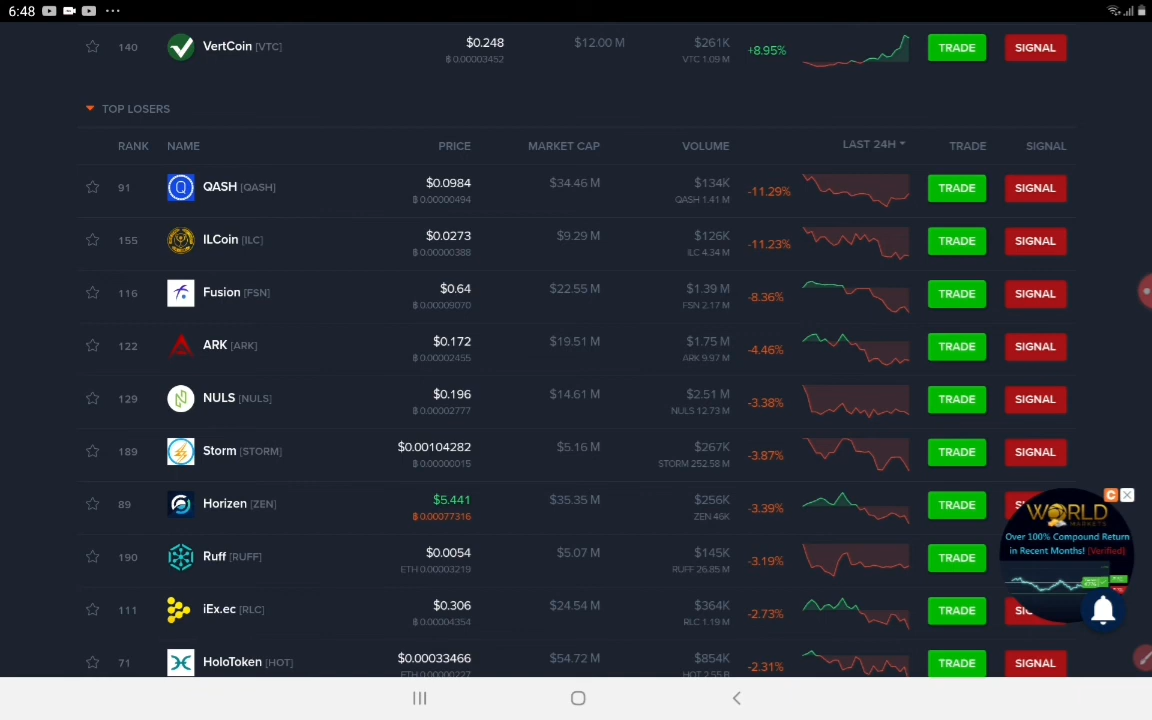 6:48
140 VertCoin [VTC] $0.248 $12.00 M $261K +8.95% TRADE SIGNAL
฿ 0.00003452 VTC 1.09 M
TOP LOSERS
RANK NAME PRICE MARKET CAP VOLUME LAST 24H TRADE SIGNAL
91 QASH [QASH] $0.0984 $34.46 M $134K -11.29% TRADE SIGNAL
฿ 0.00000494 QASH 1.41 M
155 ILCoin [ILC] $0.0273 $9.29 M $126K -11.23% TRADE SIGNAL
฿ 0.00000388 ILC 4.34 M
116 Fusion [FSN] $0.64 $22.55 M $1.39 M -8.36% TRADE SIGNAL
฿ 0.00009070 FSN 2.17 M
122 ARK [ARK] $0.172 $19.51 M $1.75 M -4.46% TRADE SIGNAL
฿ 0.00002455 ARK 9.97 M
129 NULS [NULS] $0.196 $14.61 M $2.51 M -3.38% TRADE SIGNAL
฿ 0.00002777 NULS 12.73 M
189 Storm [STORM] $0.00104282 $5.16 M $267K -3.87% TRADE SIGNAL
฿ 0.00000015 STORM 252.58 M
89 Horizen [ZEN] $5.441 $35.35 M $256K -3.39% TRADE
฿ 0.00077316 ZEN 46K
WORLD
MARKETS
Over 100% Compound Return
in Recent Months! [Verified]
190 Ruff [RUFF] $0.0054 $5.07 M $145K -3.19% TRADE
ETH 0.00003219 RUFF 26.85 M
111 iEx.ec [RLC] $0.306 $24.54 M $364K -2.73% TRADE
฿ 0.00004354 RLC 1.19 M
71 HoloToken [HOT] $0.00033466 $54.72 M $854K -2.31% TRADE SIGNAL
ETH 0.00000227 HOT 2.55 B